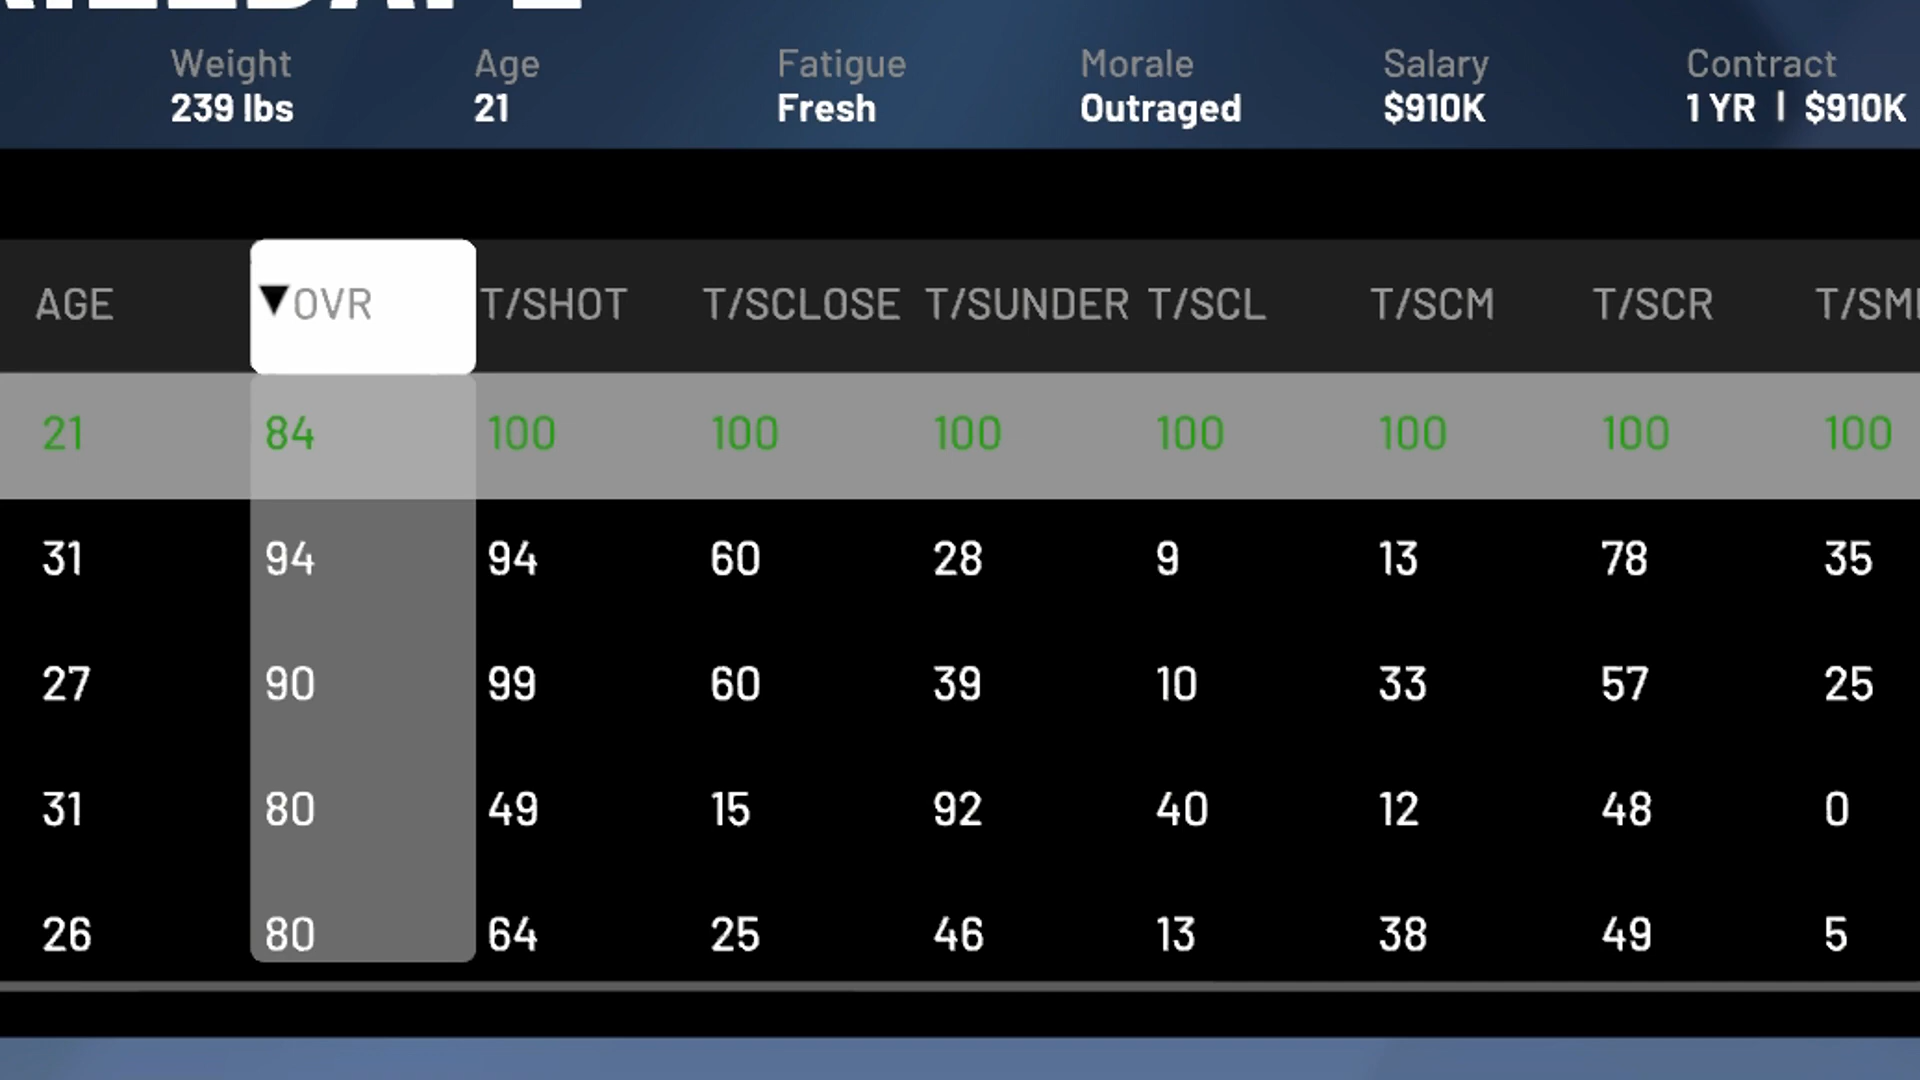 Weight Age Fatigue Morale Salary Contract
239 lbs 21 Fresh Outraged $910K 1 YR | $910K
AGE ▼OVR T/SHOT T/SCLOSE T/SUNDER T/SCL T/SCM T/SCR
21 84 100 100 100 100 100 100 100
31 94 94 60 28 9 13 78 35
27 90 99 60 39 10 33 57 25
31 80 49 15 92 40 12 48 0
26 80 64 25 46 13 38 49 5